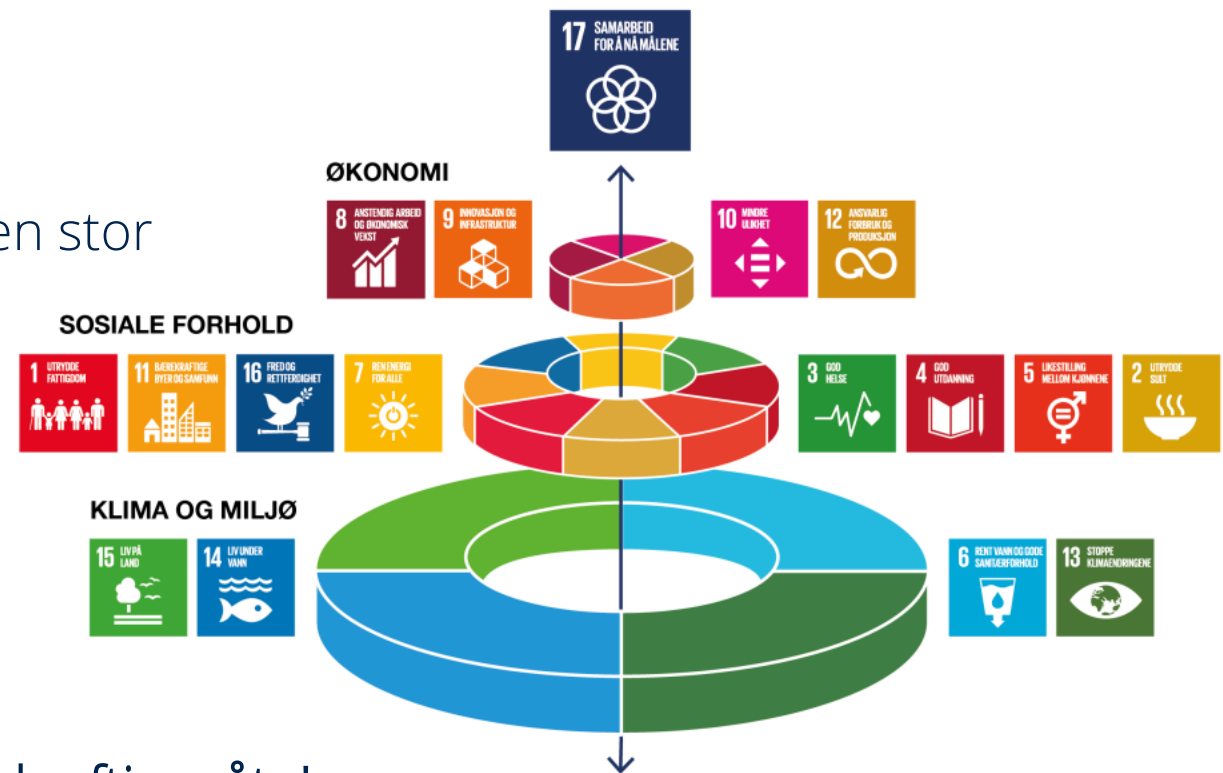 17 SAMARBEID
FOR Å NÅ MÅLENE
ØKONOMI
8 ANSTENDIG ARBEID
OG ØKONOMISK
VEKST
9 INNOVASJON OG
INFRASTRUKTUR
10 MINDRE
ULIKHET
12 ANSVARLIG
FORBRUK OG
PRODUKSJON
en stor
SOSIALE FORHOLD
1 UTRYDDE
FATTIGDOM
11 BÆREKRAFTIGE
BYER OG SAMFUNN
16 FRED OG
RETTFERDIGHET
7 REN ENERGI
FOR ALLE
3 GOD
HELSE
4 GOD
UTDANNING
5 LIKESTILLING
MELLOM KJØNNENE
2 UTRYDDE
SULT
KLIMA OG MILJØ
15 LIV PÅ
LAND
14 LIV UNDER
VANN
6 RENT VANN OG GODE
SANITÆRFORHOLD
13 STOPPE
KLIMAENDRINGENE